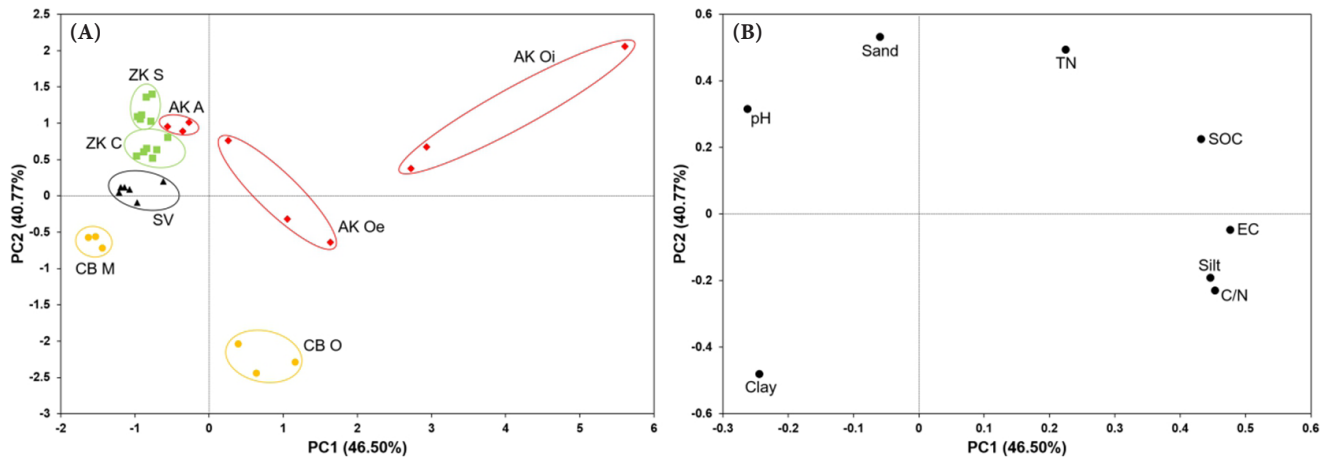 (A)
PC2 (40.77%)
2.5
2
1.5
1
0.5
0
-0.5
-1
-1.5
-2
-2.5
-3
ZK S
AK A
ZK C
SV
CB M
AK Oi
AK Oe
CB O
-2
-1
0
1
2
3
4
5
6
PC1 (46.50%)
(B)
PC2 (40.77%)
0.6
0.4
0.2
0
-0.2
-0.4
-0.6
Sand
TN
pH
SOC
EC
Silt
C/N
Clay
-0.3
-0.2
-0.1
0
0.1
0.2
0.3
0.4
0.5
0.6
PC1 (46.50%)